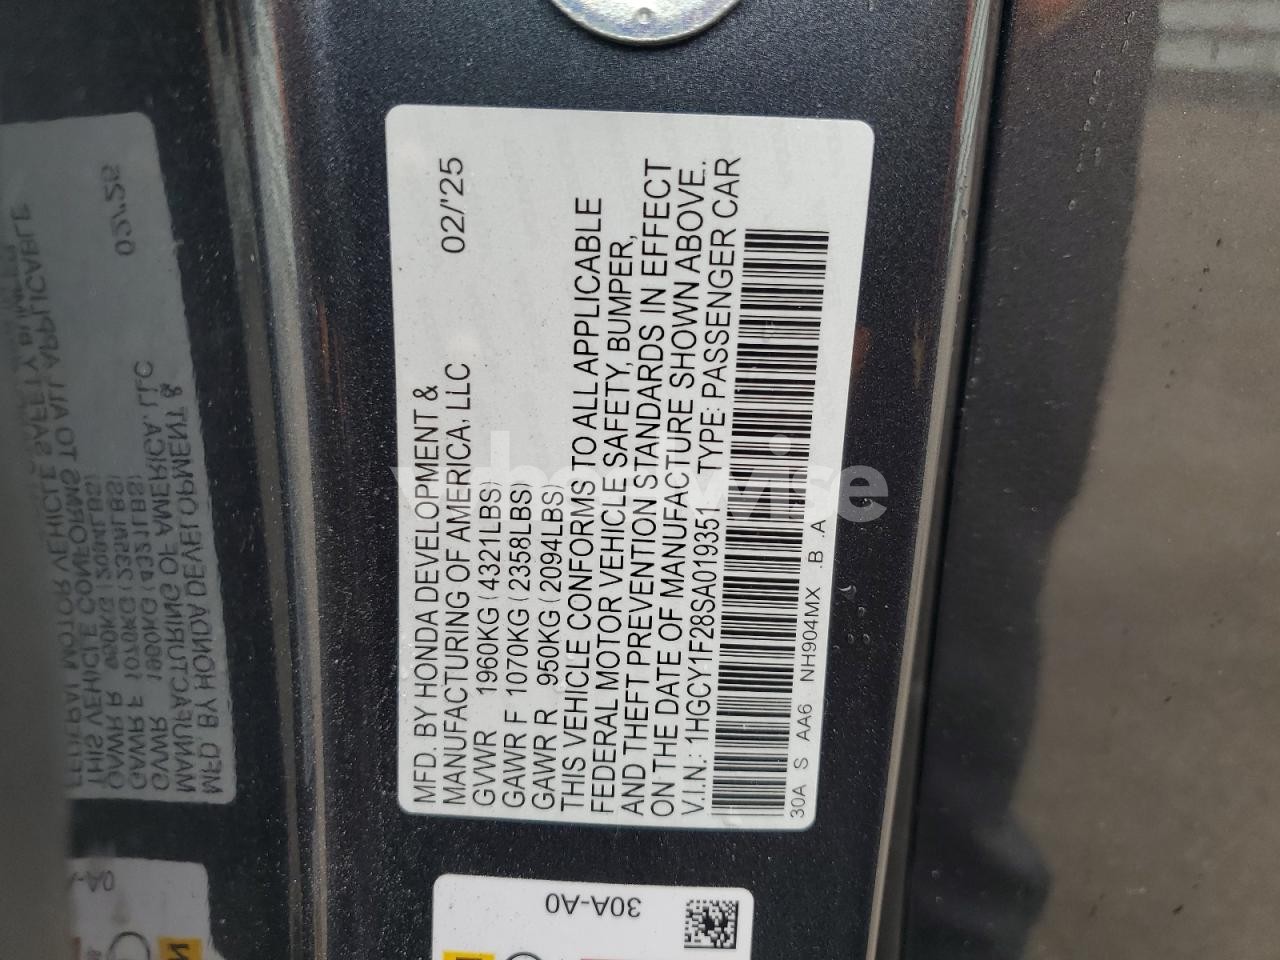 MFD. BY HONDA DEVELOPMENT &
MANUFACTURING OF AMERICA, LLC 02/'25
GVWR 1960KG (4321LBS)
GAWR F 1070KG (2358LBS)
GAWR R 950KG (2094LBS)
THIS VEHICLE CONFORMS TO ALL APPLICABLE
FEDERAL MOTOR VEHICLE SAFETY, BUMPER,
AND THEFT PREVENTION STANDARDS IN EFFECT
ON THE DATE OF MANUFACTURE SHOWN ABOVE.
V.I.N.: 1HGCY1F28SA019351 TYPE: PASSENGER CAR
30A S AA6 NH904MX B A
30A-A0
wheelwise